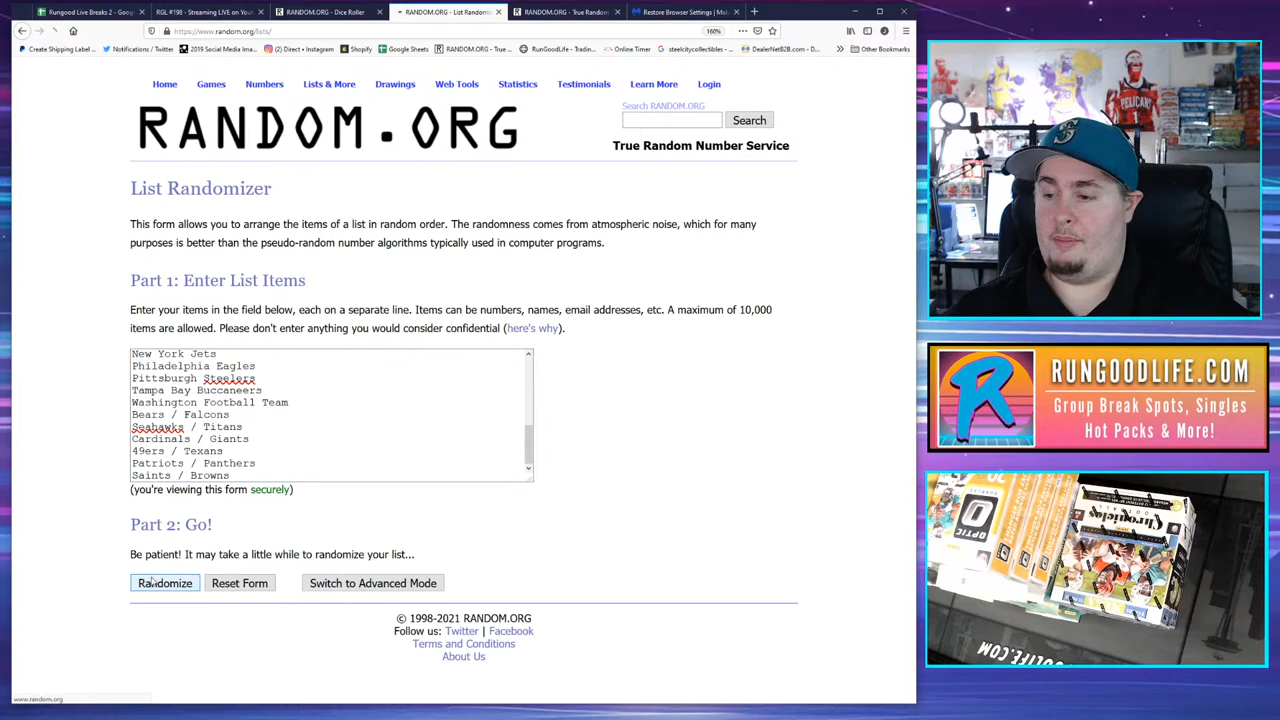 Rungood Live Breaks 2 - Googl
RGL #198 - Streaming LIVE on You
RANDOM.ORG - Dice Roller
RANDOM.ORG - List Randomi
RANDOM.ORG - True Random
Restore Browser Settings | Mal
https://www.random.org/lists/
160%
Create Shipping Label
Notifications / Twitter
2019 Social Media Ima
(2) Direct • Instagram
Shopify
Google Sheets
RANDOM.ORG - True
RunGoodLife - Tradin
Online Timer
steelcitycollectibles
DealerNetB2B.com - D
Other Bookmarks
Home
Games
Numbers
Lists & More
Drawings
Web Tools
Statistics
Testimonials
Learn More
Login
RANDOM.ORG
Search RANDOM.ORG
Search
True Random Number Service
List Randomizer
This form allows you to arrange the items of a list in random order. The randomness comes from atmospheric noise, which for many
purposes is better than the pseudo-random number algorithms typically used in computer programs.
Part 1: Enter List Items
Enter your items in the field below, each on a separate line. Items can be numbers, names, email addresses, etc. A maximum of 10,000
items are allowed. Please don't enter anything you would consider confidential (here's why).
New York Jets
Philadelphia Eagles
Pittsburgh Steelers
Tampa Bay Buccaneers
Washington Football Team
Bears / Falcons
Seahawks / Titans
Cardinals / Giants
49ers / Texans
Patriots / Panthers
Saints / Browns
(you're viewing this form securely)
Part 2: Go!
Be patient! It may take a little while to randomize your list...
Randomize
Reset Form
Switch to Advanced Mode
© 1998-2021 RANDOM.ORG
Follow us: Twitter | Facebook
Terms and Conditions
About Us
www.random.org
PELICANS
RUNGOODLIFE.COM
Group Break Spots, Singles
Hot Packs & More!
OPTIC
Chronicles